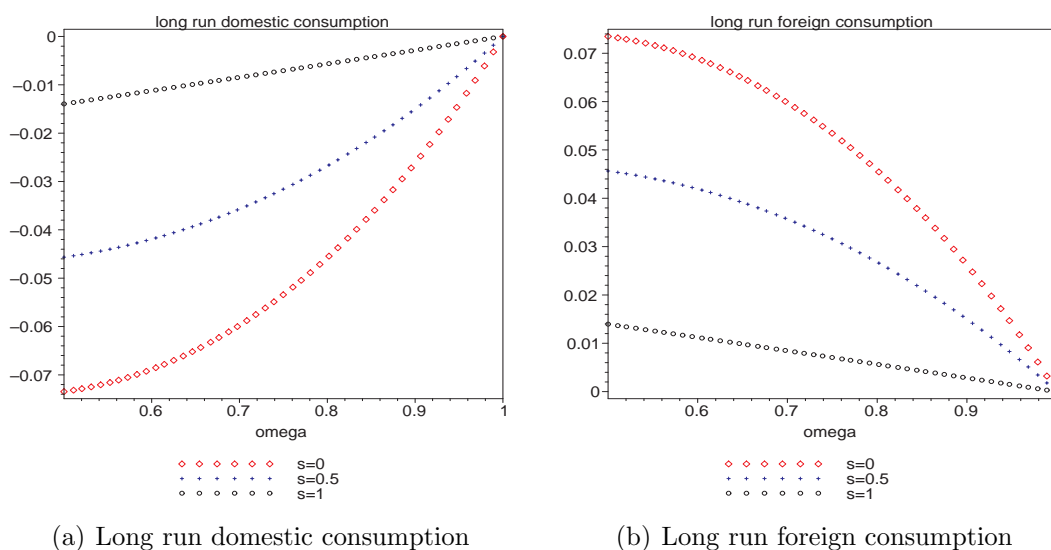 long run domestic consumption
0
–0.01
–0.02
–0.03
–0.04
–0.05
–0.06
–0.07
0.6 0.7 0.8 0.9 1
omega
s=0
s=0.5
s=1
(a) Long run domestic consumption
long run foreign consumption
0.07
0.06
0.05
0.04
0.03
0.02
0.01
0
0.6 0.7 0.8 0.9
omega
s=0
s=0.5
s=1
(b) Long run foreign consumption